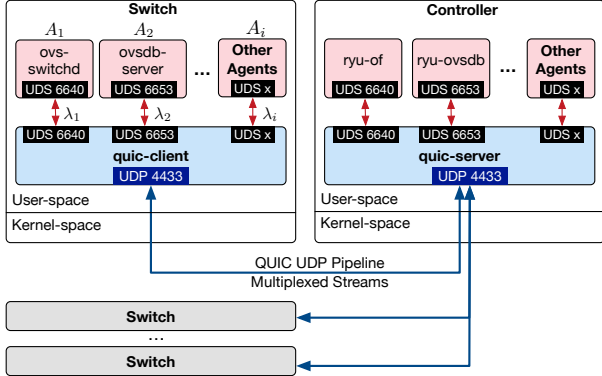 Switch
A₁ A₂ Aᵢ
ovs-
switchd
UDS 6640
ovsdb-
server
UDS 6653
...
Other
Agents
UDS x
λ₁ λ₂ λᵢ
UDS 6640 UDS 6653 UDS x
quic-client
UDP 4433
User-space
Kernel-space
Controller
ryu-of
UDS 6640
ryu-ovsdb
UDS 6653
...
Other
Agents
UDS x
UDS 6640 UDS 6653 UDS x
quic-server
UDP 4433
User-space
Kernel-space
QUIC UDP Pipeline
Multiplexed Streams
Switch
...
Switch